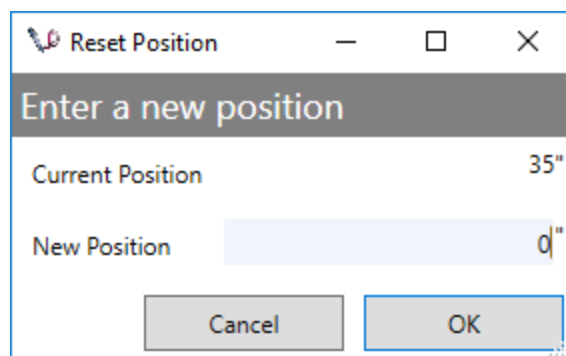 Reset Position
Enter a new position
Current Position 35"
New Position 0"
Cancel OK